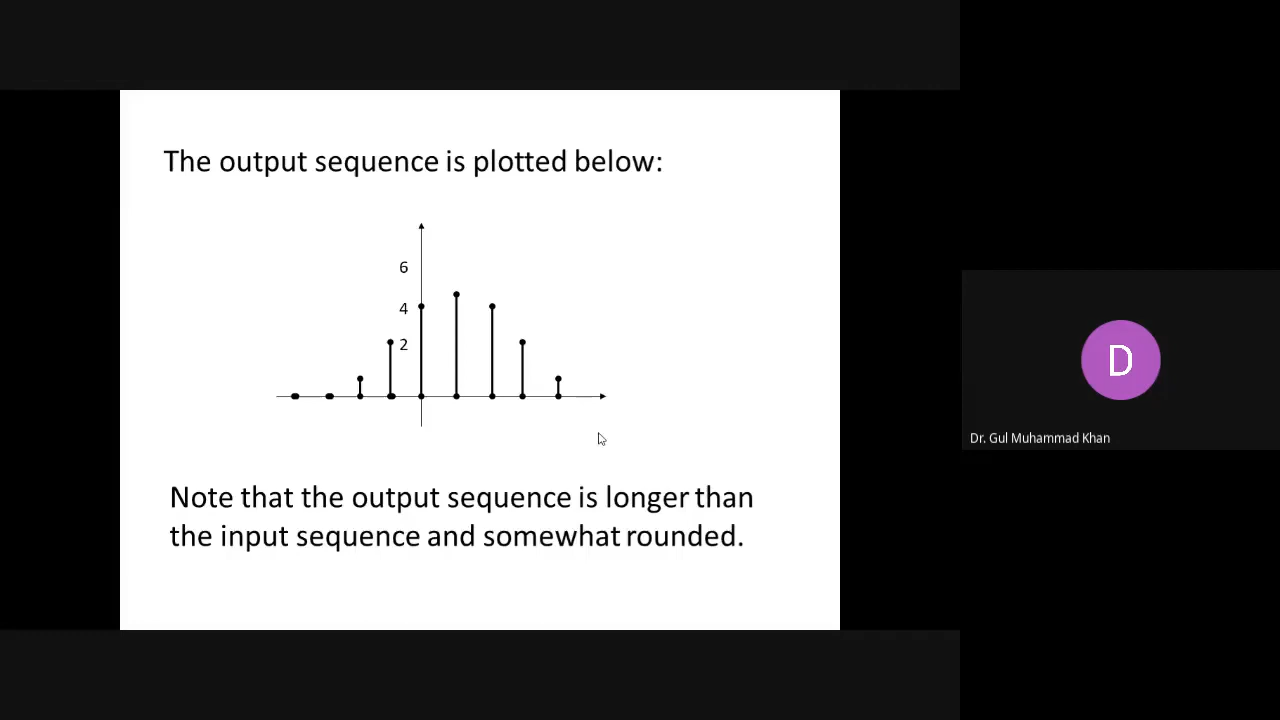 The output sequence is plotted below:
6
4
2
Note that the output sequence is longer than
the input sequence and somewhat rounded.
D
Dr. Gul Muhammad Khan